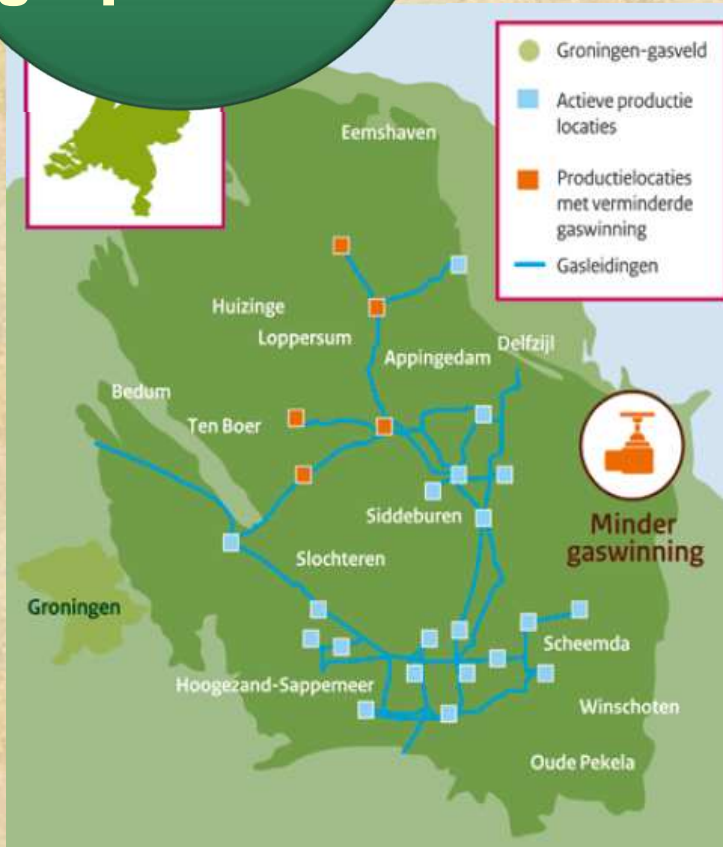 Groningen-gasveld
Actieve productie
locaties
Productielocaties
met verminderde
gaswinning
Gasleidingen
Eemshaven
Huizinge
Loppersum
Delfzijl
Appingedam
Bedum
Ten Boer
Siddeburen
Minder
gaswinning
Slochteren
Groningen
Scheemda
Hoogezand-Sappemeer
Winschoten
Oude Pekela